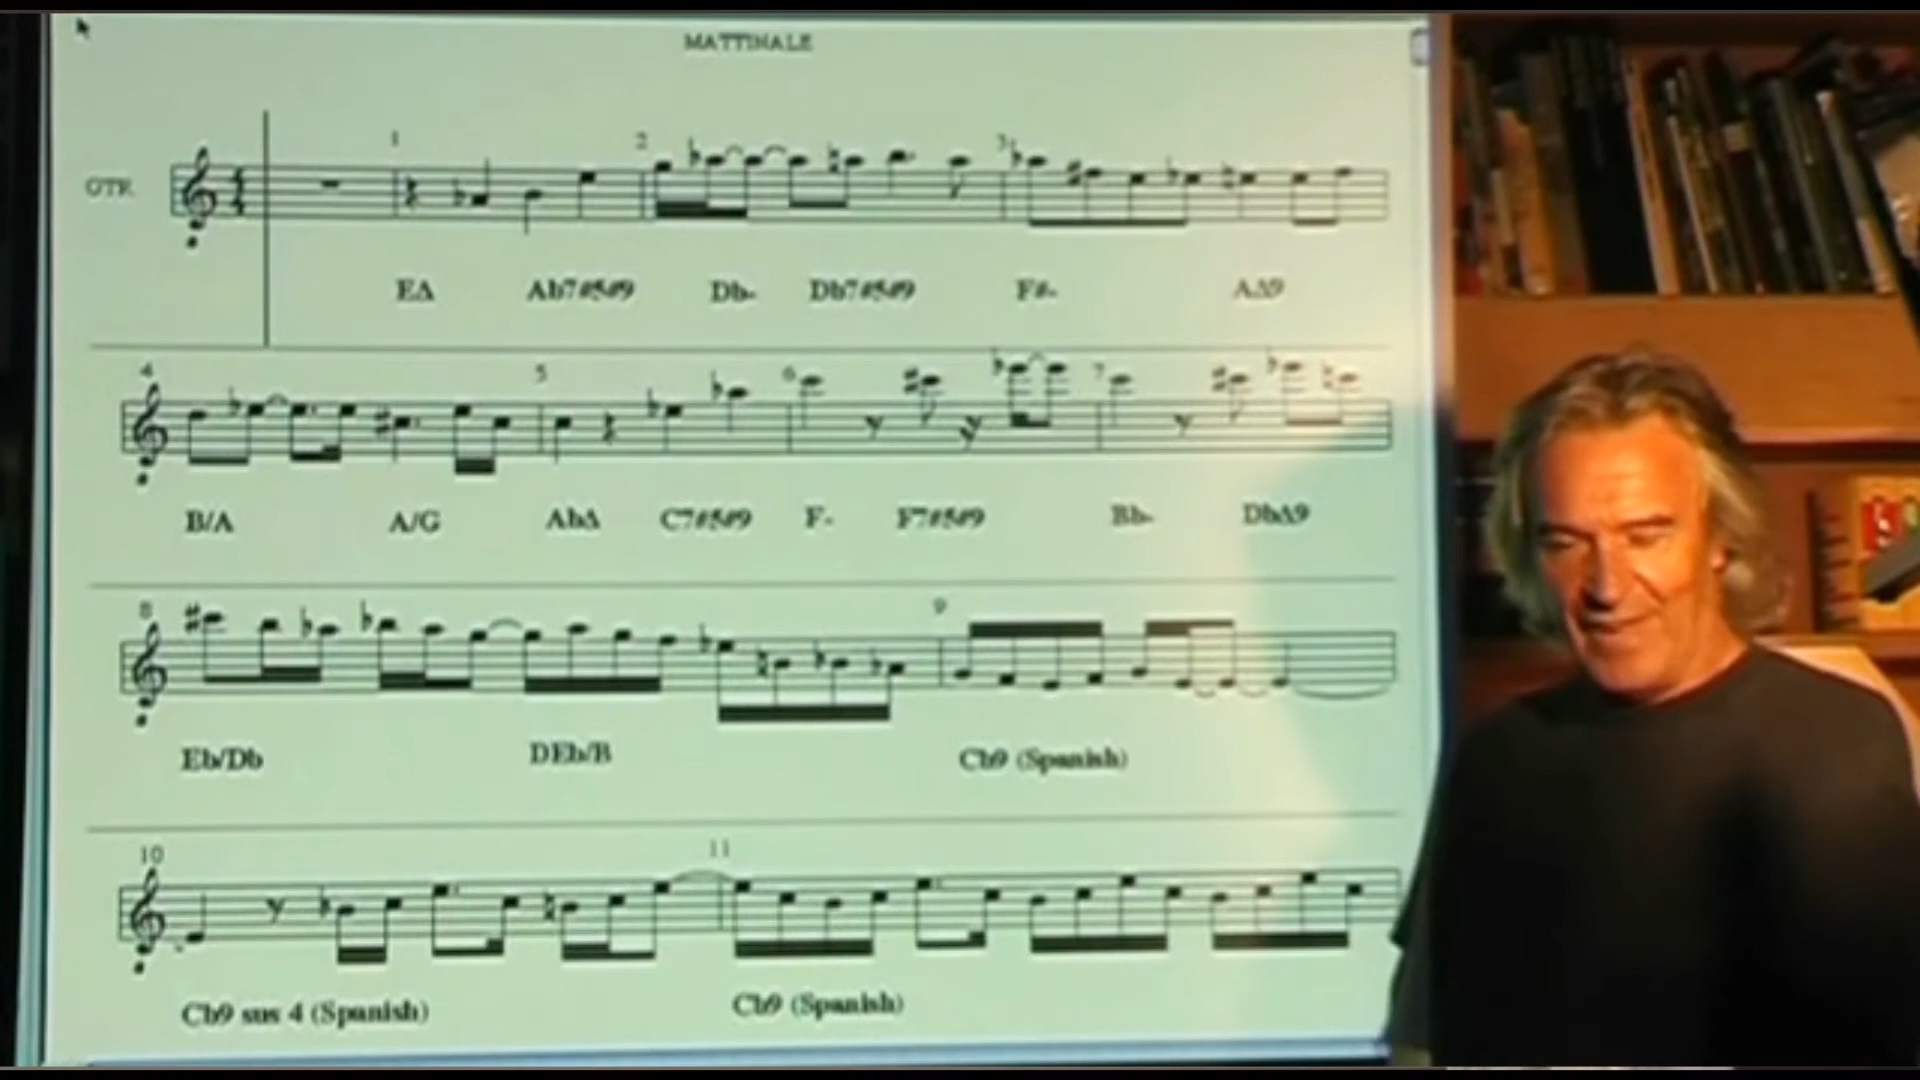 MATTINALE
1 2 3
GTR
EΔ Ab7#5#9 Db- Db7#5#9 F#- AΔ9
4 5 6 7
B/A A/G AbΔ C7#5#9 F- F7#5#9 Bb- DbΔ9
8 9
Eb/Db DEb/B Cb9 (Spanish)
10 11
Cb9 sus 4 (Spanish) Cb9 (Spanish)